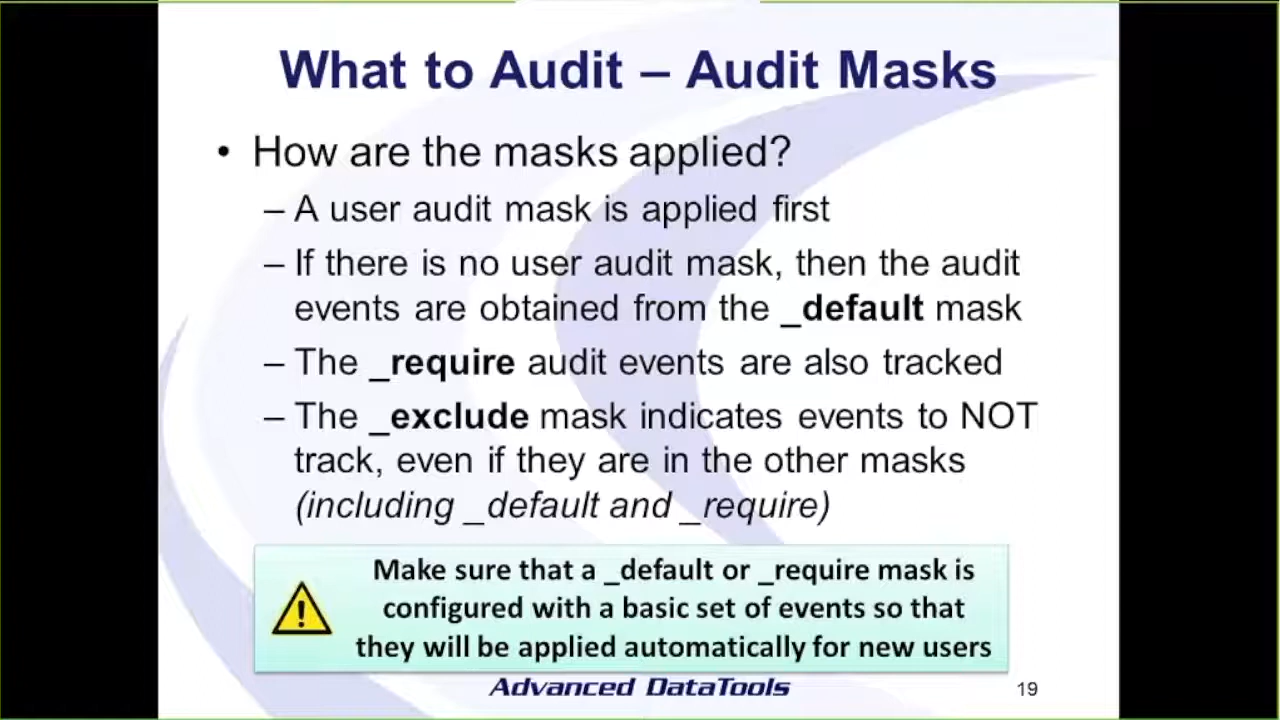 What to Audit – Audit Masks
• How are the masks applied?
– A user audit mask is applied first
– If there is no user audit mask, then the audit
events are obtained from the _default mask
– The _require audit events are also tracked
– The _exclude mask indicates events to NOT
track, even if they are in the other masks
(including _default and _require)
Make sure that a _default or _require mask is
configured with a basic set of events so that
they will be applied automatically for new users
Advanced DataTools
19